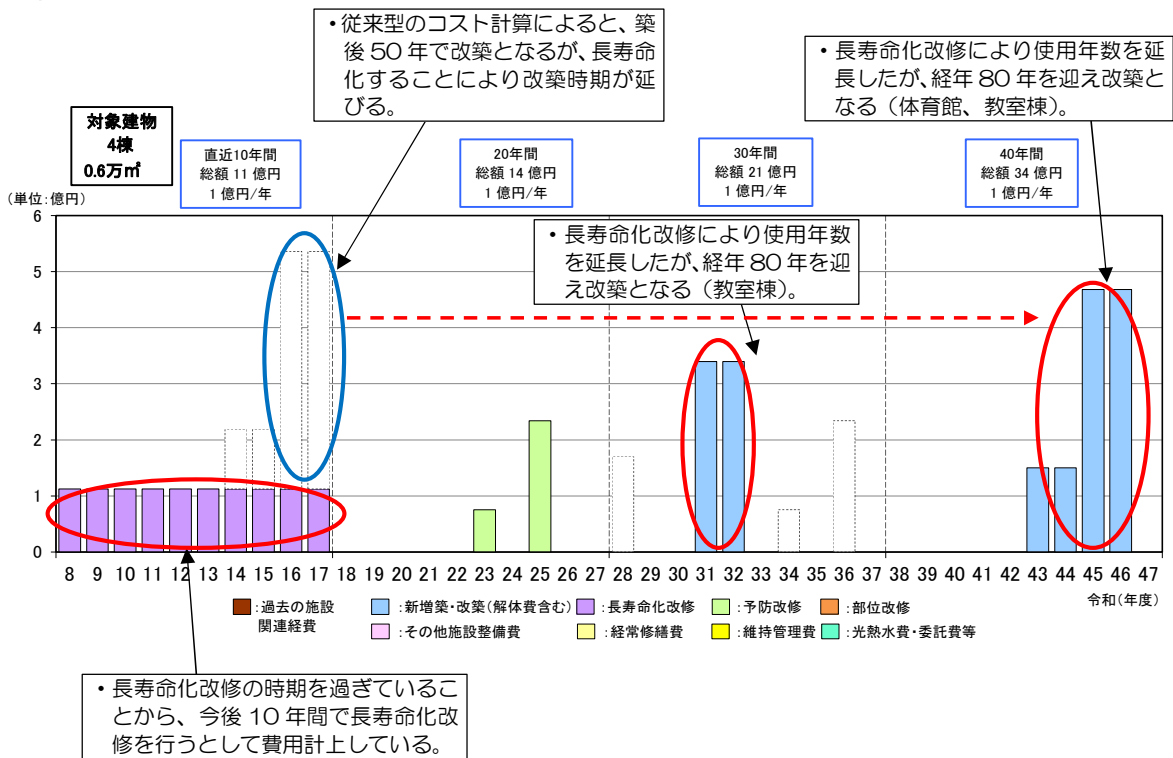 ・従来型のコスト計算によると、築
後 50 年で改築となるが、長寿命
化することにより改築時期が延
びる。
・長寿命化改修により使用年数を延
長したが、経年 80 年を迎え改築と
なる（体育館、教室棟）。
対象建物
4棟
0.6万㎡
直近10年間
総額 11 億円
1 億円/年
20年間
総額 14 億円
1 億円/年
30年間
総額 21 億円
1 億円/年
40年間
総額 34 億円
1 億円/年
(単位:億円)
・長寿命化改修により使用年数
を延長したが、経年 80 年を迎
え改築となる（教室棟）。
6
5
4
3
2
1
0
8 9 10 11 12 13 14 15 16 17 18 19 20 21 22 23 24 25 26 27 28 29 30 31 32 33 34 35 36 37 38 39 40 41 42 43 44 45 46 47
令和(年度)
:過去の施設
関連経費
:新増築・改築(解体費含む)
:長寿命化改修
:予防改修
:部位改修
:その他施設整備費
:経常修繕費
:維持管理費
:光熱水費・委託費等
・長寿命化改修の時期を過ぎているこ
とから、今後 10 年間で長寿命化改
修を行うとして費用計上している。